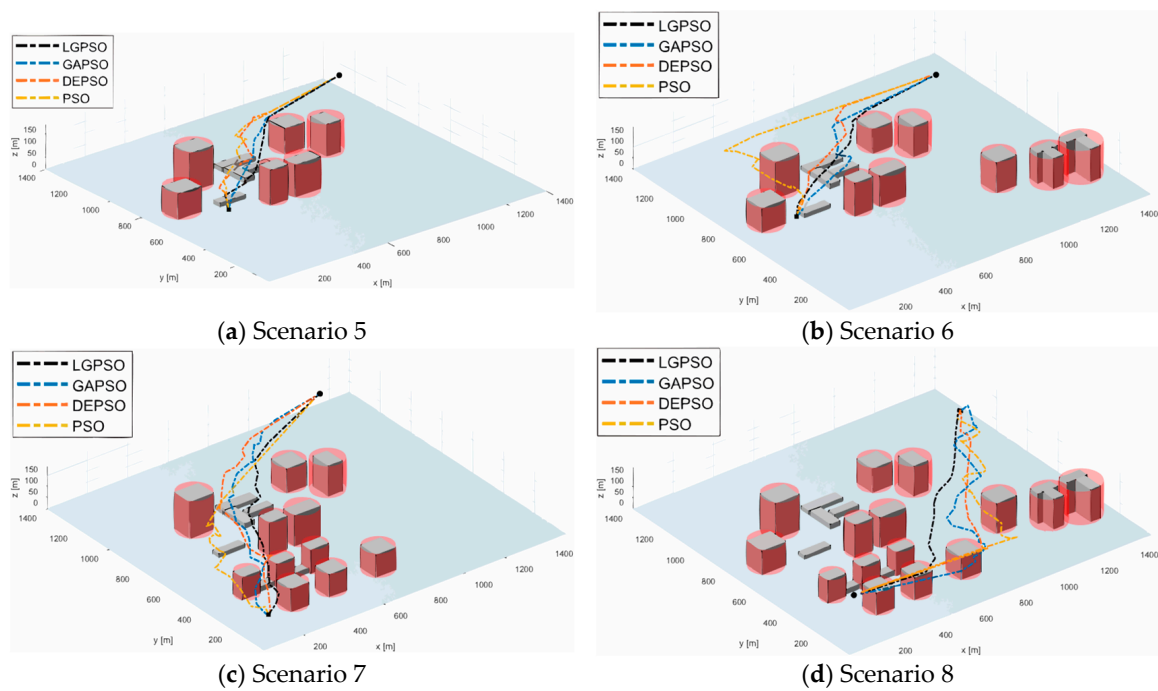 LGPSO
GAPSO
DEPSO
PSO
z [m]
150
100
50
0
1400
1200
1000
800
600
400
200
y [m]
200
400
600
800
1000
1200
1400
x [m]
(a) Scenario 5
LGPSO
GAPSO
DEPSO
PSO
z [m]
150
100
50
0
1400
1200
1000
800
600
400
200
y [m]
200
400
600
800
1000
1200
1400
x [m]
(b) Scenario 6
LGPSO
GAPSO
DEPSO
PSO
z [m]
150
100
50
0
1400
1200
1000
800
600
400
200
y [m]
200
400
600
800
1000
1200
1400
x [m]
(c) Scenario 7
LGPSO
GAPSO
DEPSO
PSO
z [m]
150
100
50
0
1400
1200
1000
800
600
400
200
y [m]
200
400
600
800
1000
1200
1400
x [m]
(d) Scenario 8